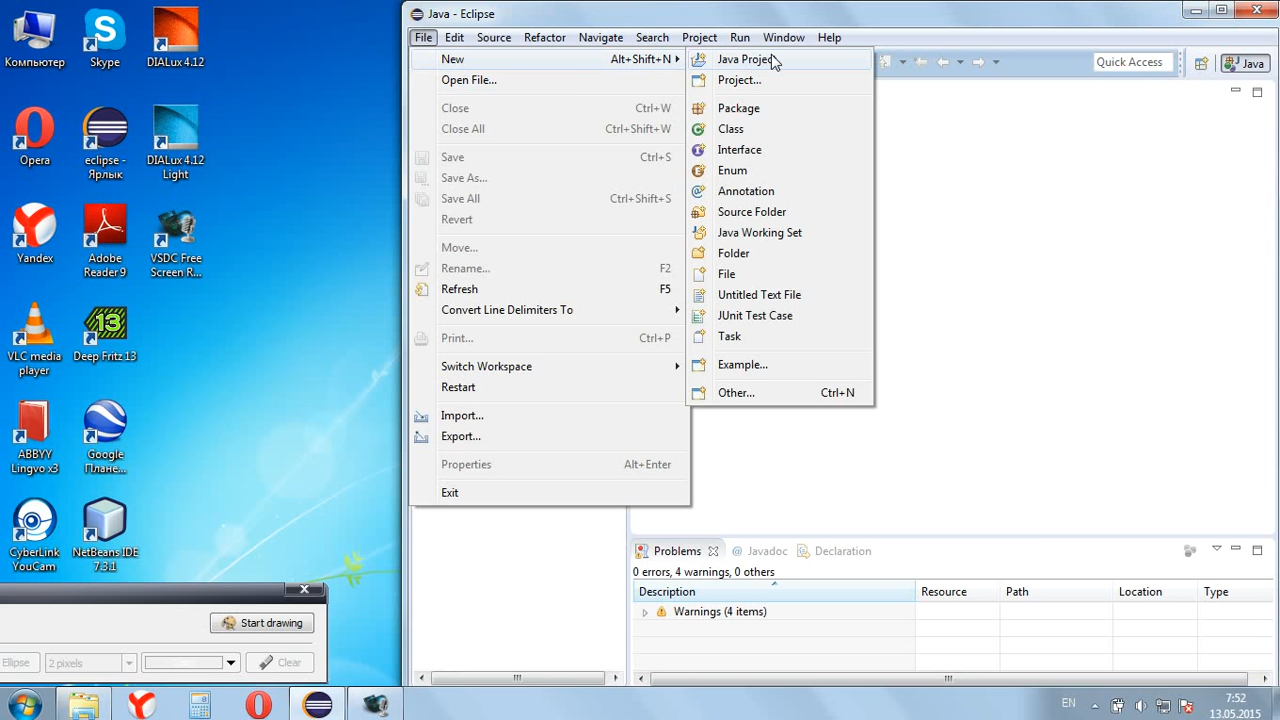 Компьютер
Skype
DIALux 4.12
Opera
eclipse -
Ярлык
DIALux 4.12
Light
Yandex
Adobe
Reader 9
VSDC Free
Screen R...
VLC media
player
Deep Fritz 13
13
ABBYY
Lingvo x3
Google
Плане...
CyberLink
YouCam
NetBeans IDE
7.3.1
Start drawing
Ellipse
2 pixels
Clear
Java - Eclipse
File Edit Source Refactor Navigate Search Project Run Window Help
Quick Access
Java
New Alt+Shift+N
Open File...
Close Ctrl+W
Close All Ctrl+Shift+W
Save Ctrl+S
Save As...
Save All Ctrl+Shift+S
Revert
Move...
Rename... F2
Refresh F5
Convert Line Delimiters To
Print... Ctrl+P
Switch Workspace
Restart
Import...
Export...
Properties Alt+Enter
Exit
Java Project
Project...
Package
Class
Interface
Enum
Annotation
Source Folder
Java Working Set
Folder
File
Untitled Text File
JUnit Test Case
Task
Example...
Other... Ctrl+N
Problems @ Javadoc Declaration
0 errors, 4 warnings, 0 others
Description Resource Path Location Type
Warnings (4 items)
EN
7:52
13.05.2015